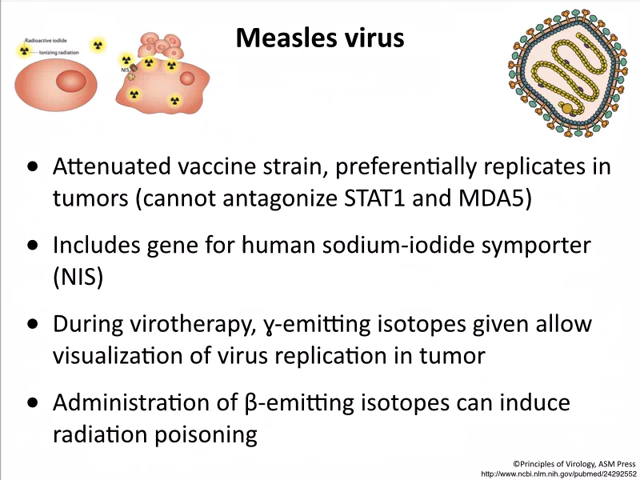 Measles virus
Radioactive iodide
Ionizing radiation
NIS
• Attenuated vaccine strain, preferentially replicates in
tumors (cannot antagonize STAT1 and MDA5)
• Includes gene for human sodium-iodide symporter
(NIS)
• During virotherapy, ɣ-emitting isotopes given allow
visualization of virus replication in tumor
• Administration of β-emitting isotopes can induce
radiation poisoning
©Principles of Virology, ASM Press
http://www.ncbi.nlm.nih.gov/pubmed/24292552